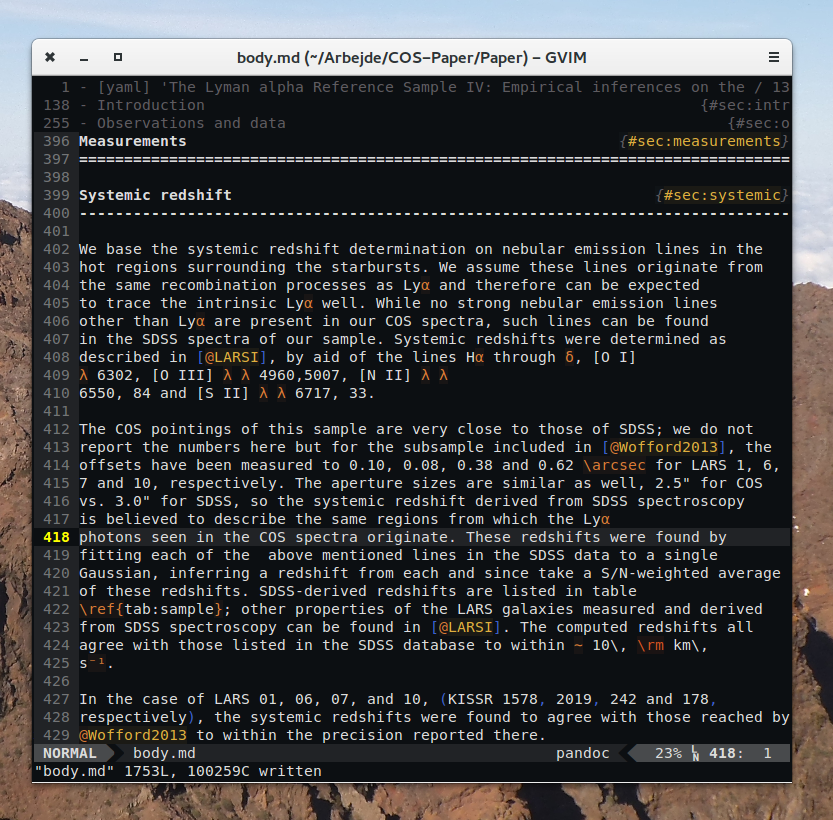 body.md (~/Arbejde/COS-Paper/Paper) – GVIM
1 - [yaml] 'The Lyman alpha Reference Sample IV: Empirical inferences on the / 13
138 - Introduction {#sec:intr
255 - Observations and data {#sec:o
396 Measurements {#sec:measurements}
397 ===============================================================================
398
399 Systemic redshift {#sec:systemic}
400 -------------------------------------------------------------------------------
401
402 We base the systemic redshift determination on nebular emission lines in the
403 hot regions surrounding the starbursts. We assume these lines originate from
404 the same recombination processes as Lyα and therefore can be expected
405 to trace the intrinsic Lyα well. While no strong nebular emission lines
406 other than Lyα are present in our COS spectra, such lines can be found
407 in the SDSS spectra of our sample. Systemic redshifts were determined as
408 described in [@LARSI], by aid of the lines Hα through δ, [O I]
409 λ 6302, [O III] λ λ 4960,5007, [N II] λ λ
410 6550, 84 and [S II] λ λ 6717, 33.
411
412 The COS pointings of this sample are very close to those of SDSS; we do not
413 report the numbers here but for the subsample included in [@Wofford2013], the
414 offsets have been measured to 0.10, 0.08, 0.38 and 0.62 \arcsec for LARS 1, 6,
415 7 and 10, respectively. The aperture sizes are similar as well, 2.5" for COS
416 vs. 3.0" for SDSS, so the systemic redshift derived from SDSS spectroscopy
417 is believed to describe the same regions from which the Lyα
418 photons seen in the COS spectra originate. These redshifts were found by
419 fitting each of the  above mentioned lines in the SDSS data to a single
420 Gaussian, inferring a redshift from each and since take a S/N-weighted average
421 of these redshifts. SDSS-derived redshifts are listed in table
422 \ref{tab:sample}; other properties of the LARS galaxies measured and derived
423 from SDSS spectroscopy can be found in [@LARSI]. The computed redshifts all
424 agree with those listed in the SDSS database to within ~ 10\, \rm km\,
425 s⁻¹.
426
427 In the case of LARS 01, 06, 07, and 10, (KISSR 1578, 2019, 242 and 178,
428 respectively), the systemic redshifts were found to agree with those reached by
429 @Wofford2013 to within the precision reported there.
NORMAL body.md pandoc 23% LN 418: 1
"body.md" 1753L, 100259C written